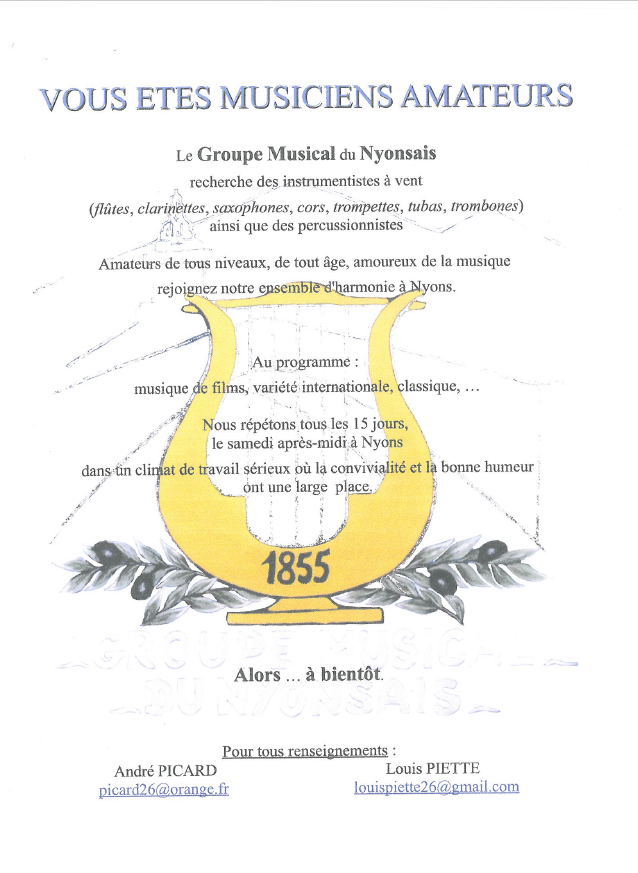 VOUS ETES MUSICIENS AMATEURS
Le Groupe Musical du Nyonsais
recherche des instrumentistes à vent
(flûtes, clarinettes, saxophones, cors, trompettes, tubas, trombones)
ainsi que des percussionnistes
Amateurs de tous niveaux, de tout âge, amoureux de la musique
rejoignez notre ensemble d'harmonie à Nyons.
Au programme :
musique de films, variété internationale, classique, …
Nous répétons tous les 15 jours,
le samedi après-midi à Nyons
dans un climat de travail sérieux où la convivialité et la bonne humeur
ont une large place.
1855
GROUPE MUSICAL
Alors … à bientôt.
DU NYONSAIS
Pour tous renseignements :
André PICARD
Louis PIETTE
picard26@orange.fr
louispiette26@gmail.com